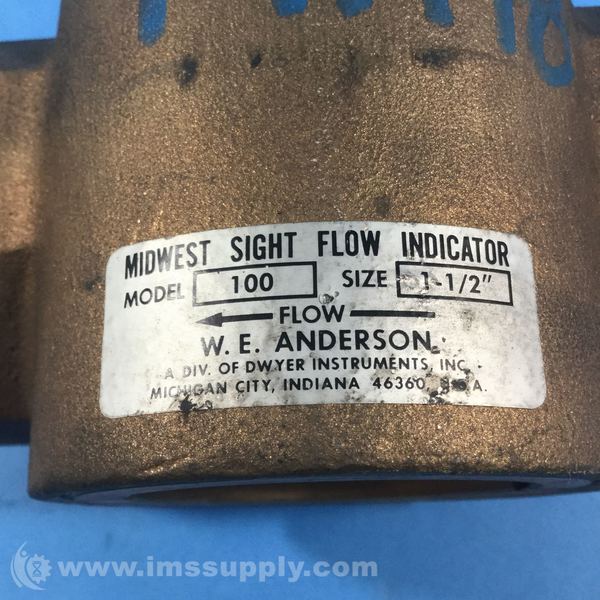 MIDWEST SIGHT FLOW INDICATOR
MODEL 100 SIZE 1-1/2"
FLOW
W. E. ANDERSON
A DIV. OF DWYER INSTRUMENTS, INC.
MICHIGAN CITY, INDIANA 46360, U.S.A.
© www.imssupply.com